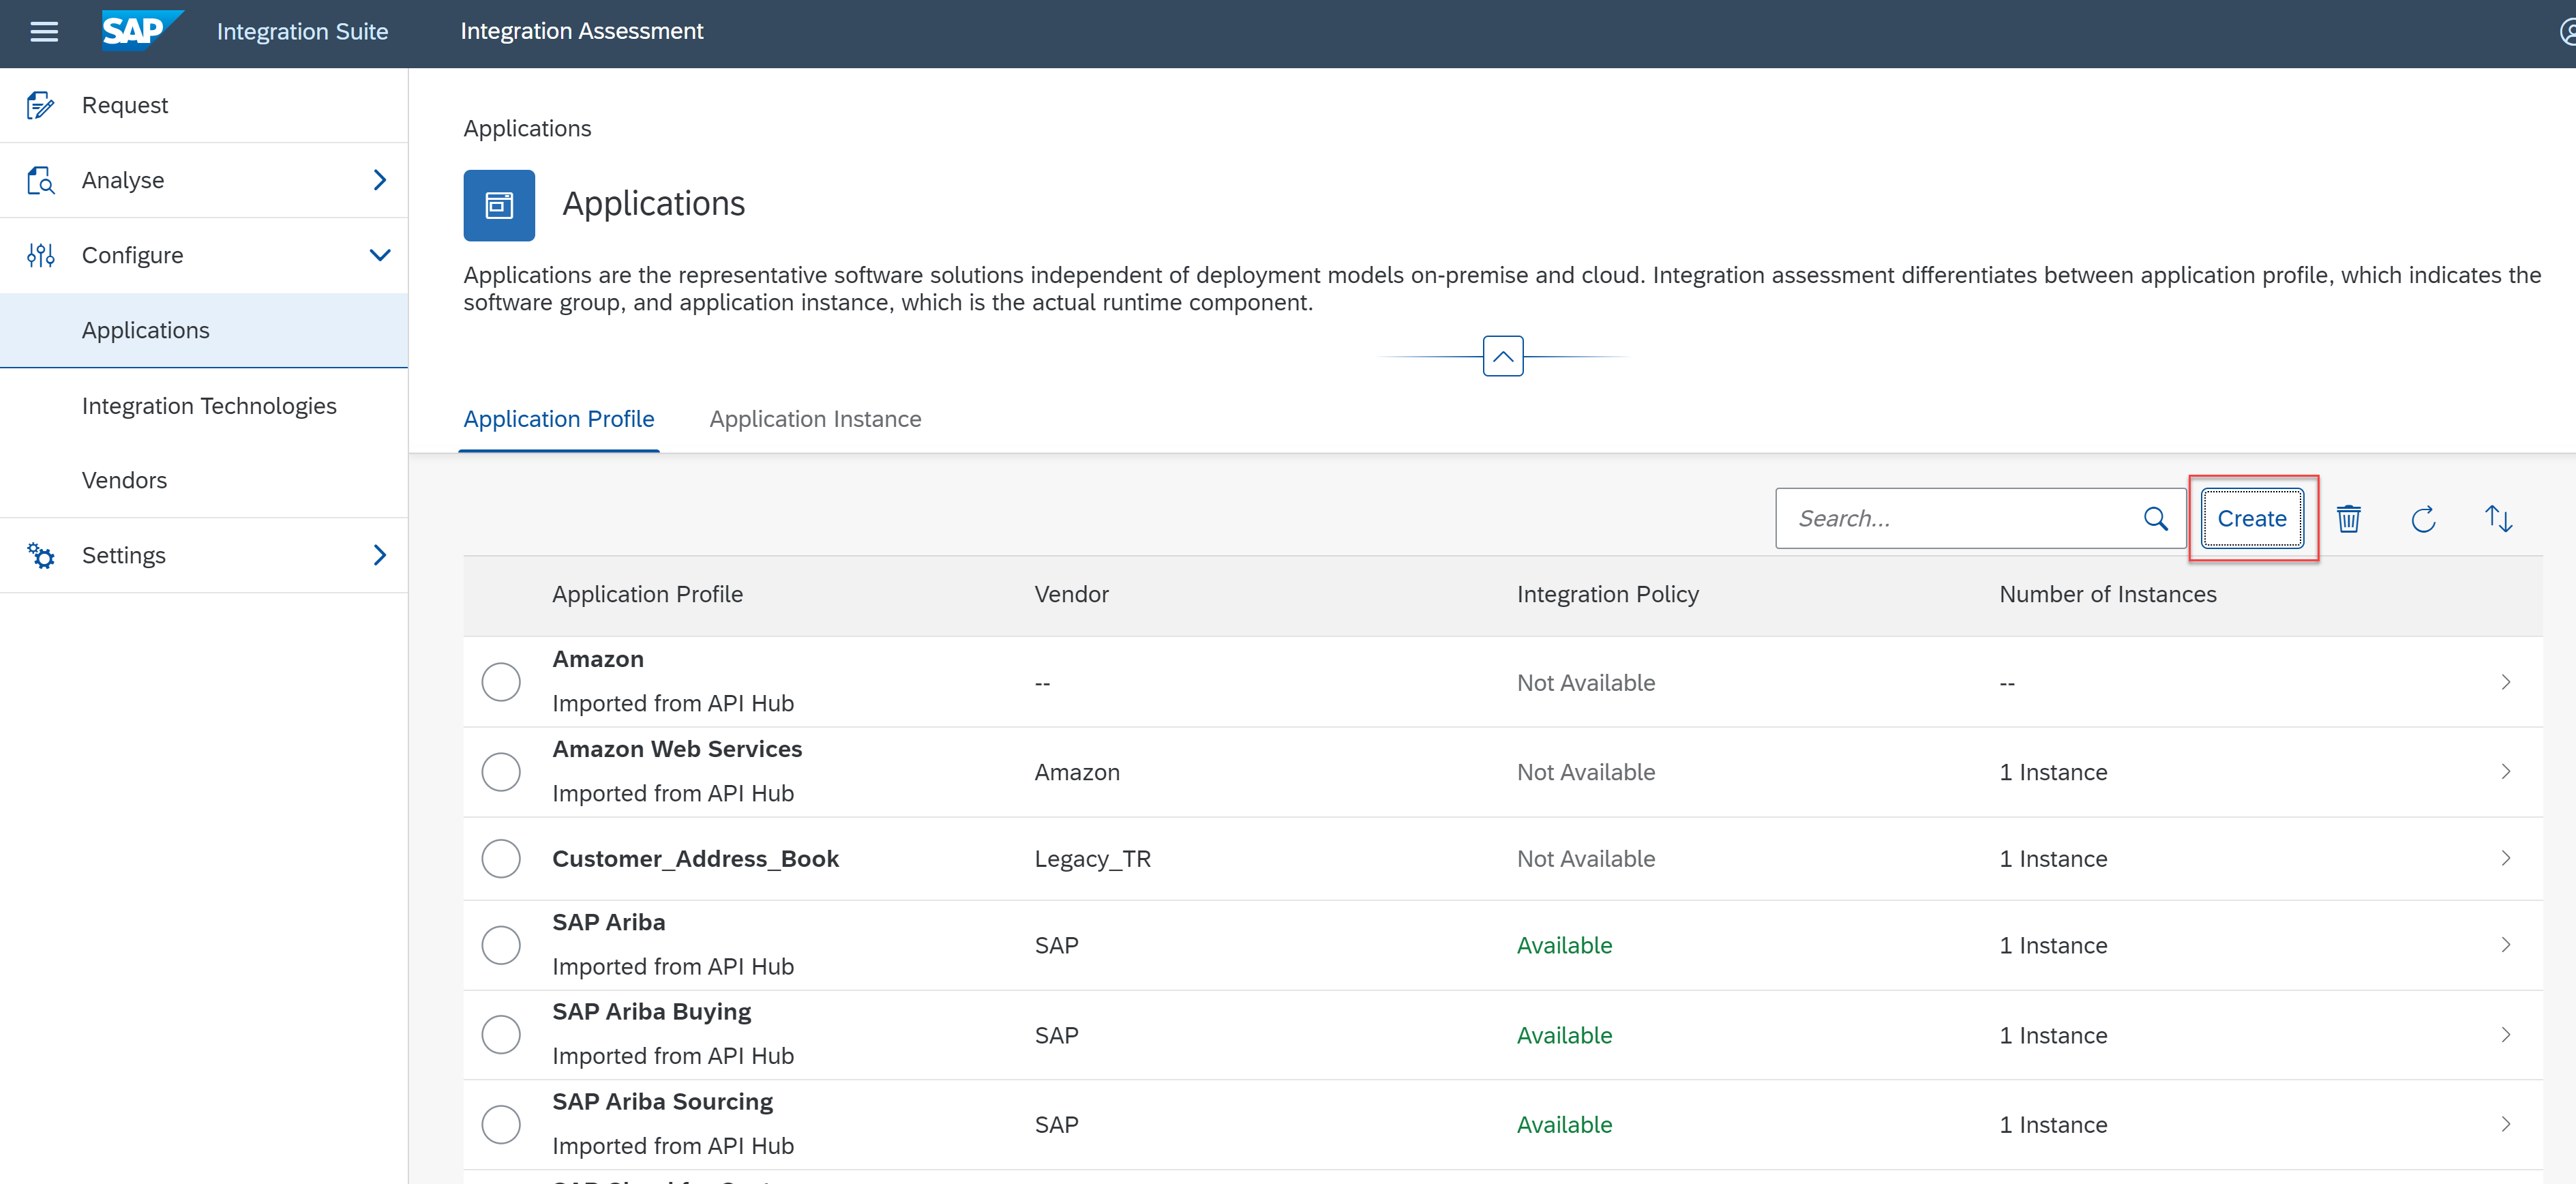 SAP Integration Suite Integration Assessment
Request
Analyse
Configure
Applications
Integration Technologies
Vendors
Settings
Applications
Applications
Applications are the representative software solutions independent of deployment models on-premise and cloud. Integration assessment differentiates between application profile, which indicates the
software group, and application instance, which is the actual runtime component.
Application Profile Application Instance
Search... Create
Application Profile Vendor Integration Policy Number of Instances
Amazon
Imported from API Hub
-- Not Available --
Amazon Web Services
Imported from API Hub
Amazon Not Available 1 Instance
Customer_Address_Book Legacy_TR Not Available 1 Instance
SAP Ariba
Imported from API Hub
SAP Available 1 Instance
SAP Ariba Buying
Imported from API Hub
SAP Available 1 Instance
SAP Ariba Sourcing
Imported from API Hub
SAP Available 1 Instance